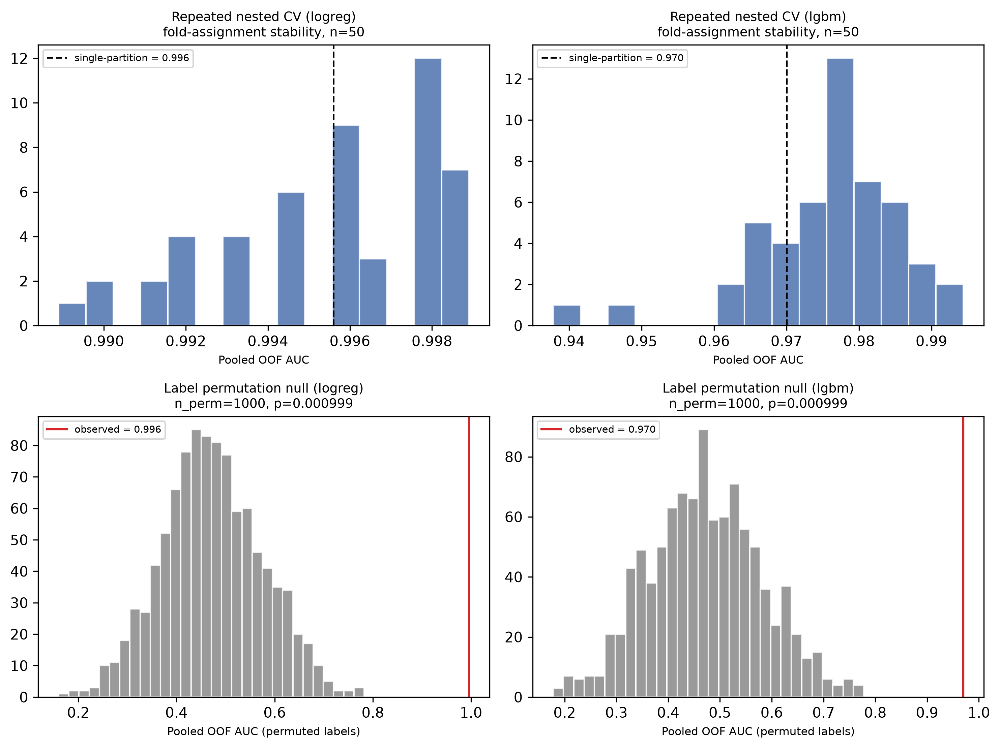 Repeated nested CV (logreg)
fold-assignment stability, n=50
single-partition = 0.996
12
10
8
6
4
2
0
0.990 0.992 0.994 0.996 0.998
Pooled OOF AUC
Repeated nested CV (lgbm)
fold-assignment stability, n=50
single-partition = 0.970
12
10
8
6
4
2
0
0.94 0.95 0.96 0.97 0.98 0.99
Pooled OOF AUC
Label permutation null (logreg)
n_perm=1000, p=0.000999
observed = 0.996
80
70
60
50
40
30
20
10
0
0.2 0.4 0.6 0.8 1.0
Pooled OOF AUC (permuted labels)
Label permutation null (lgbm)
n_perm=1000, p=0.000999
observed = 0.970
80
60
40
20
0
0.2 0.3 0.4 0.5 0.6 0.7 0.8 0.9 1.0
Pooled OOF AUC (permuted labels)